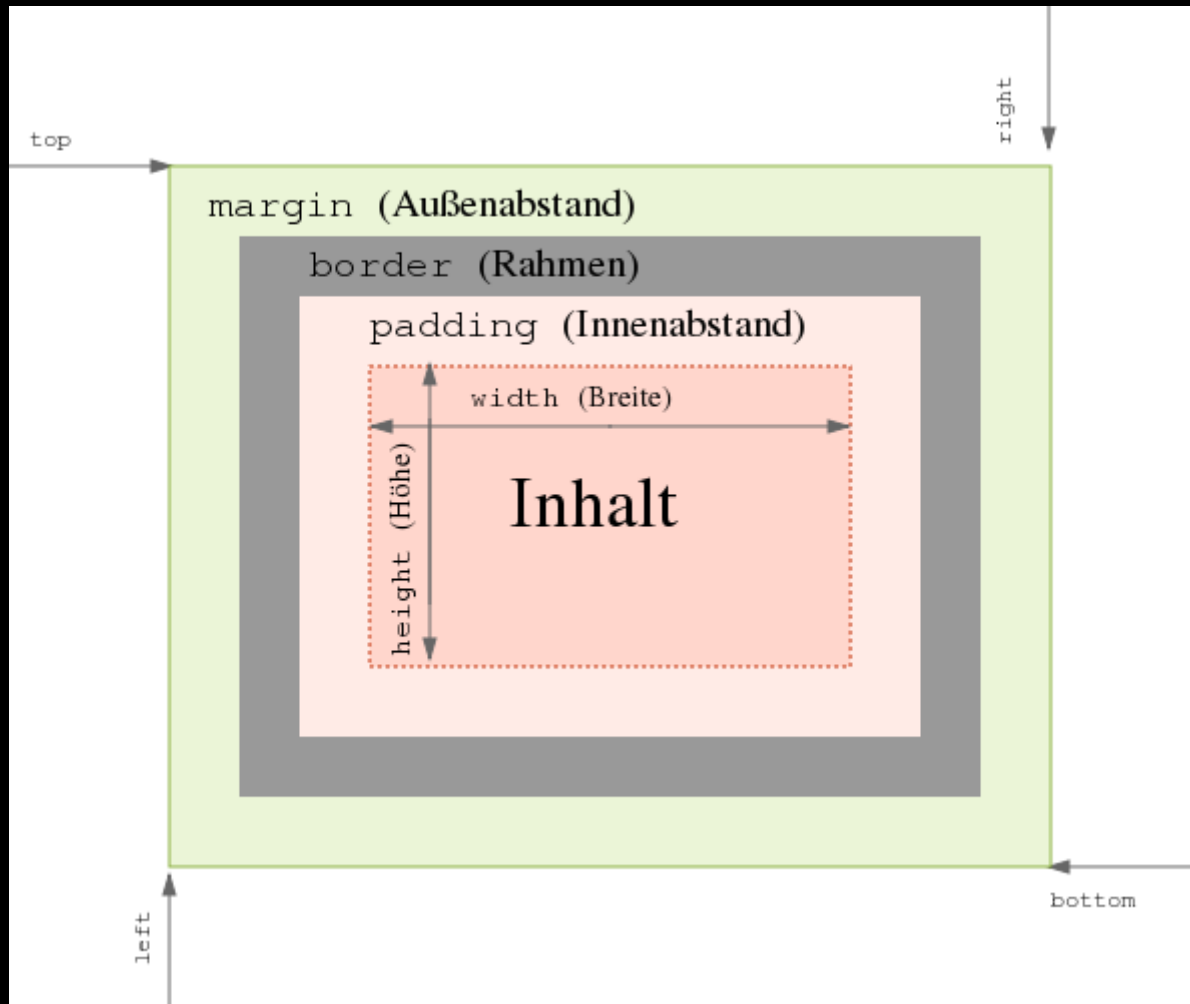 right
top
margin (Außenabstand)
border (Rahmen)
padding (Innenabstand)
width (Breite)
height (Höhe)
Inhalt
bottom
left